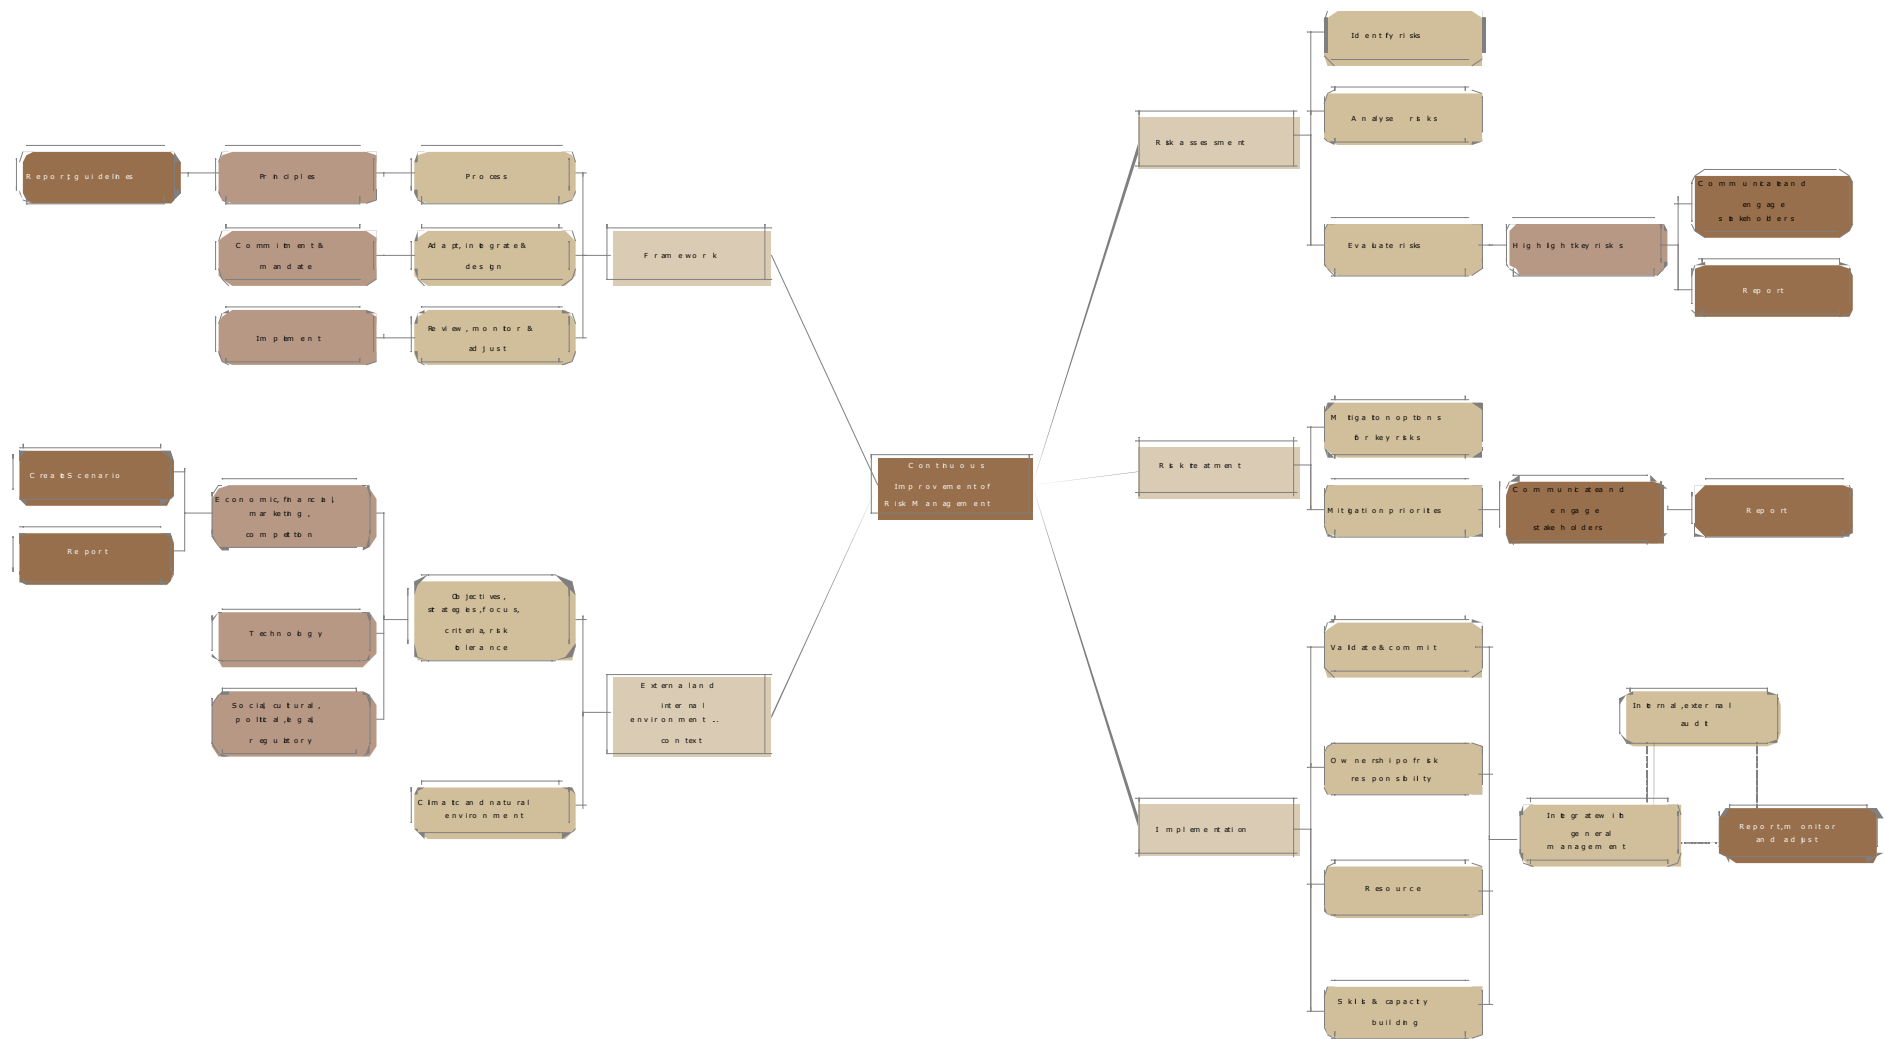 Identify risks
Analyse risks
Risk assessment
Evaluate risks
Highlight key risks
Communicate and
engage
stakeholders
Report
Report, guidelines
Principles
Process
Commitment &
mandate
Adapt, integrate &
design
Framework
Implement
Review, monitor &
adjust
Continuous
Improvement of
Risk Management
Mitigation options
for key risks
Risk treatment
Mitigation priorities
Communicate and
engage
stakeholders
Report
Create Scenario
Report
Economic, financial,
marketing,
competition
Technology
Social, cultural,
political, legal,
regulatory
Objectives,
strategies, focus,
criteria, risk
tolerance
External and
internal
environment ..
context
Climatic and natural
environment
Validate & commit
Ownership of risk
responsibility
Implementation
Resource
Skills & capacity
building
Internal, external
audit
Integrate with
general
management
Report, monitor
and adjust